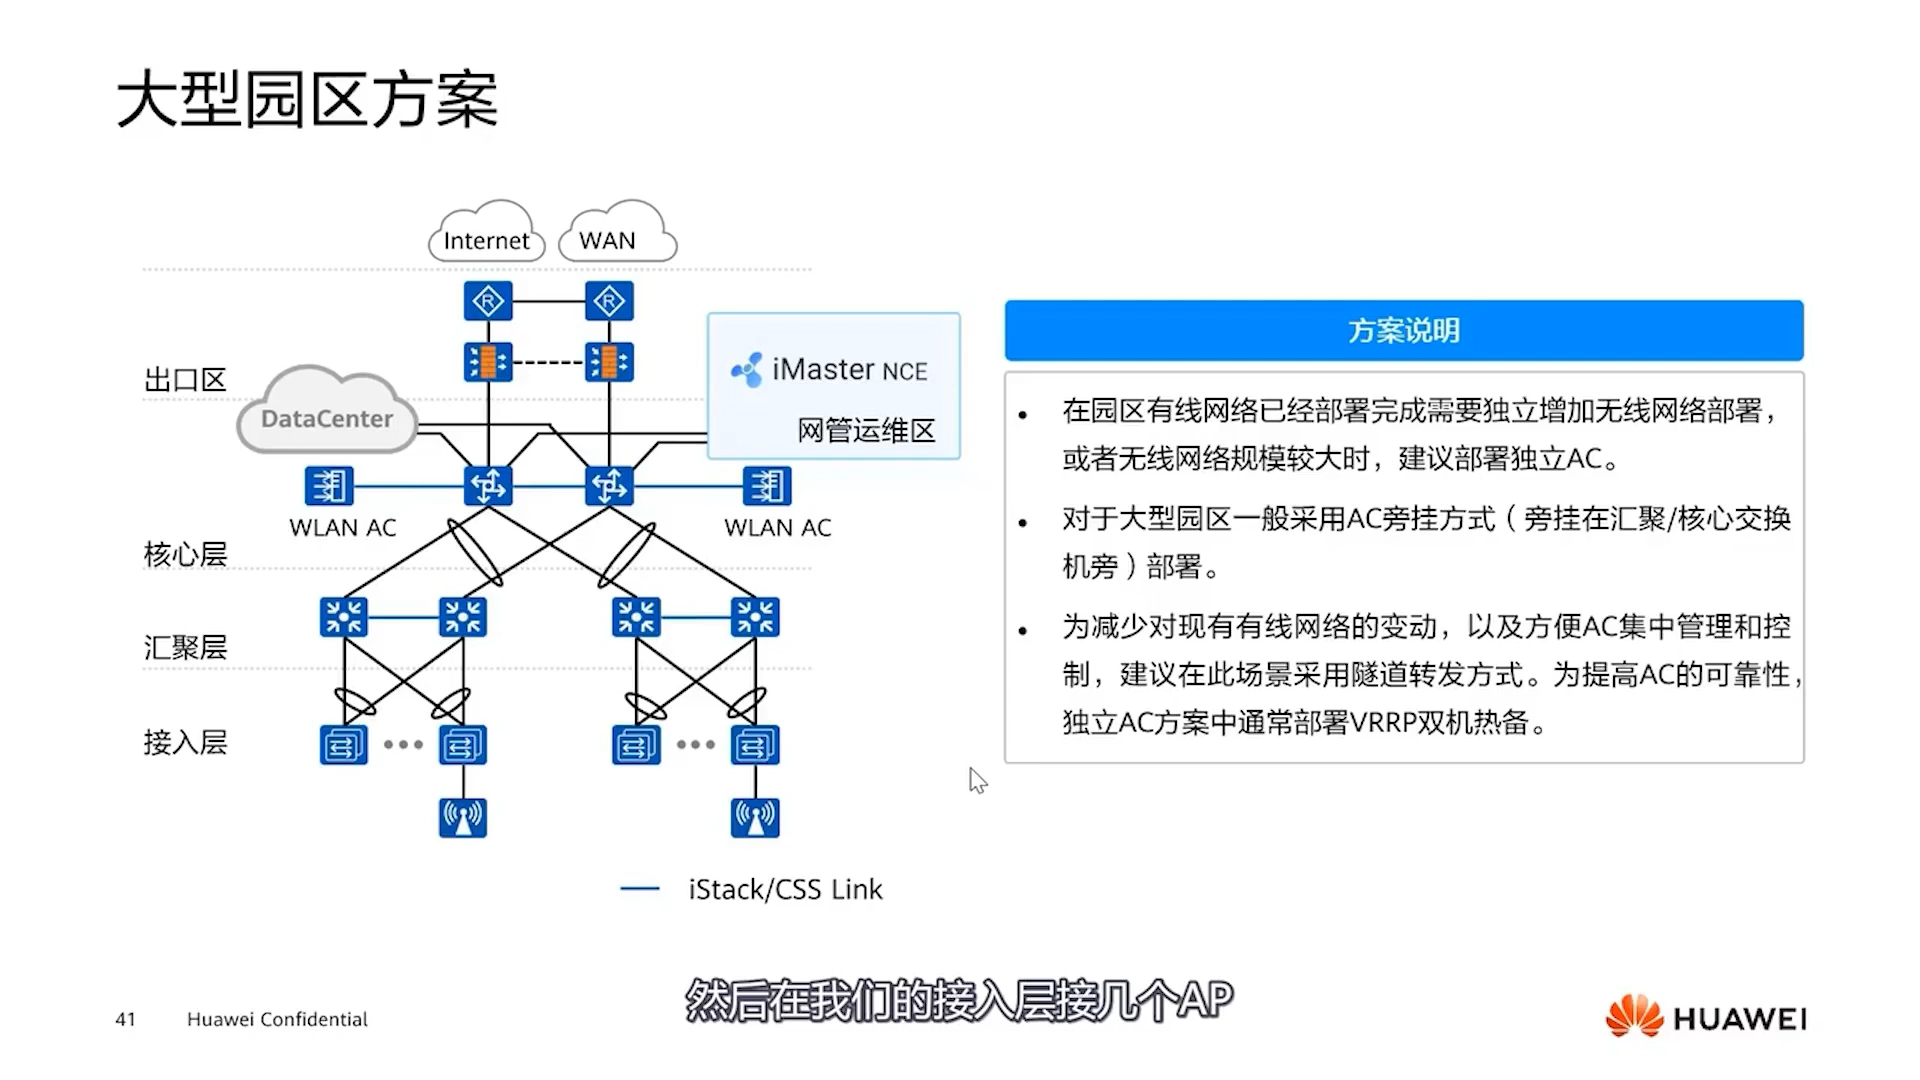 大型园区方案
Internet
WAN
R
R
出口区
DataCenter
iMaster NCE
网管运维区
WLAN AC
WLAN AC
核心层
汇聚层
接入层
iStack/CSS Link
方案说明
• 在园区有线网络已经部署完成需要独立增加无线网络部署，
或者无线网络规模较大时，建议部署独立AC。
• 对于大型园区一般采用AC旁挂方式（旁挂在汇聚/核心交换
机旁）部署。
• 为减少对现有有线网络的变动，以及方便AC集中管理和控
制，建议在此场景采用隧道转发方式。为提高AC的可靠性，
独立AC方案中通常部署VRRP双机热备。
然后在我们的接入层接几个AP
41
Huawei Confidential
HUAWEI